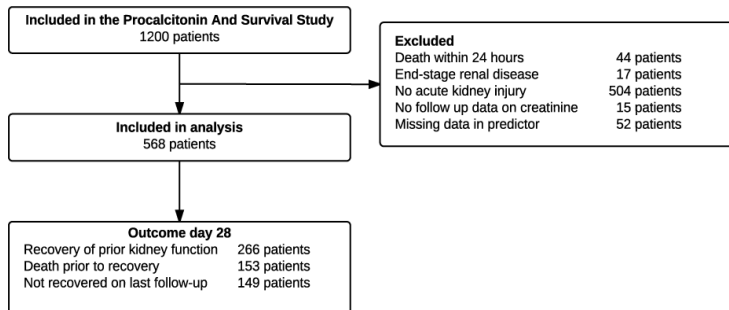 Included in the Procalcitonin And Survival Study
1200 patients
Excluded
Death within 24 hours 44 patients
End-stage renal disease 17 patients
No acute kidney injury 504 patients
No follow up data on creatinine 15 patients
Missing data in predictor 52 patients
Included in analysis
568 patients
Outcome day 28
Recovery of prior kidney function 266 patients
Death prior to recovery 153 patients
Not recovered on last follow-up 149 patients